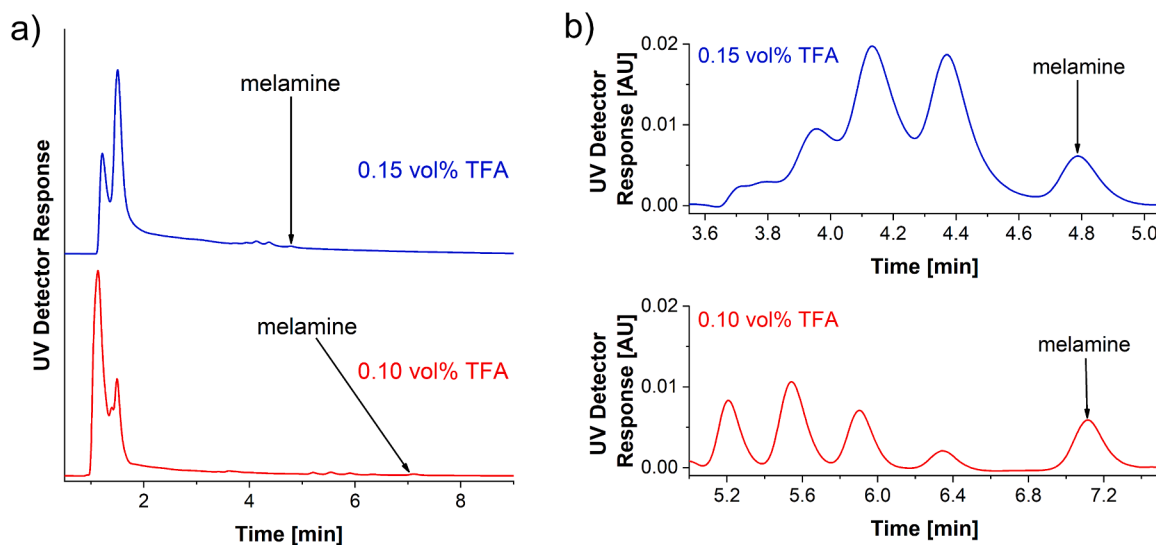 a)
UV Detector Response
melamine
0.15 vol% TFA
melamine
0.10 vol% TFA
2 4 6 8
Time [min]
b)
UV Detector
Response [AU]
0.02
0.01
0.00
0.15 vol% TFA
melamine
3.6 3.8 4.0 4.2 4.4 4.6 4.8 5.0
Time [min]
UV Detector
Response [AU]
0.02
0.01
0.00
0.10 vol% TFA
melamine
5.2 5.6 6.0 6.4 6.8 7.2
Time [min]